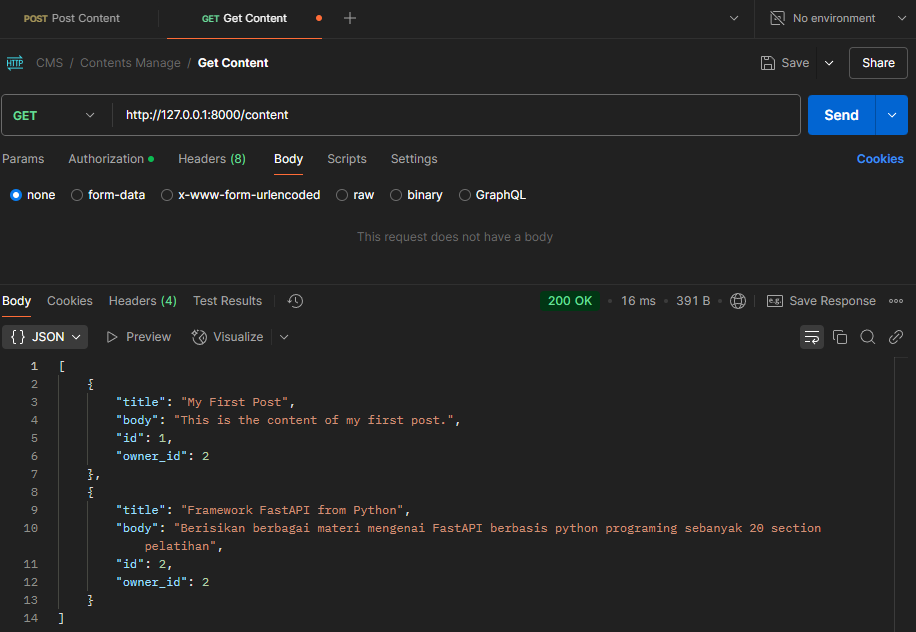 POST Post Content GET Get Content No environment
HTTP CMS / Contents Manage / Get Content Save Share
GET http://127.0.0.1:8000/content Send
Params Authorization Headers (8) Body Scripts Settings Cookies
none form-data x-www-form-urlencoded raw binary GraphQL
This request does not have a body
Body Cookies Headers (4) Test Results 200 OK 16 ms 391 B e.g. Save Response
{} JSON Preview Visualize
1 [
2 {
3 "title": "My First Post",
4 "body": "This is the content of my first post.",
5 "id": 1,
6 "owner_id": 2
7 },
8 {
9 "title": "Framework FastAPI from Python",
10 "body": "Berisikan berbagai materi mengenai FastAPI berbasis python programing sebanyak 20 section
pelatihan",
11 "id": 2,
12 "owner_id": 2
13 }
14 ]